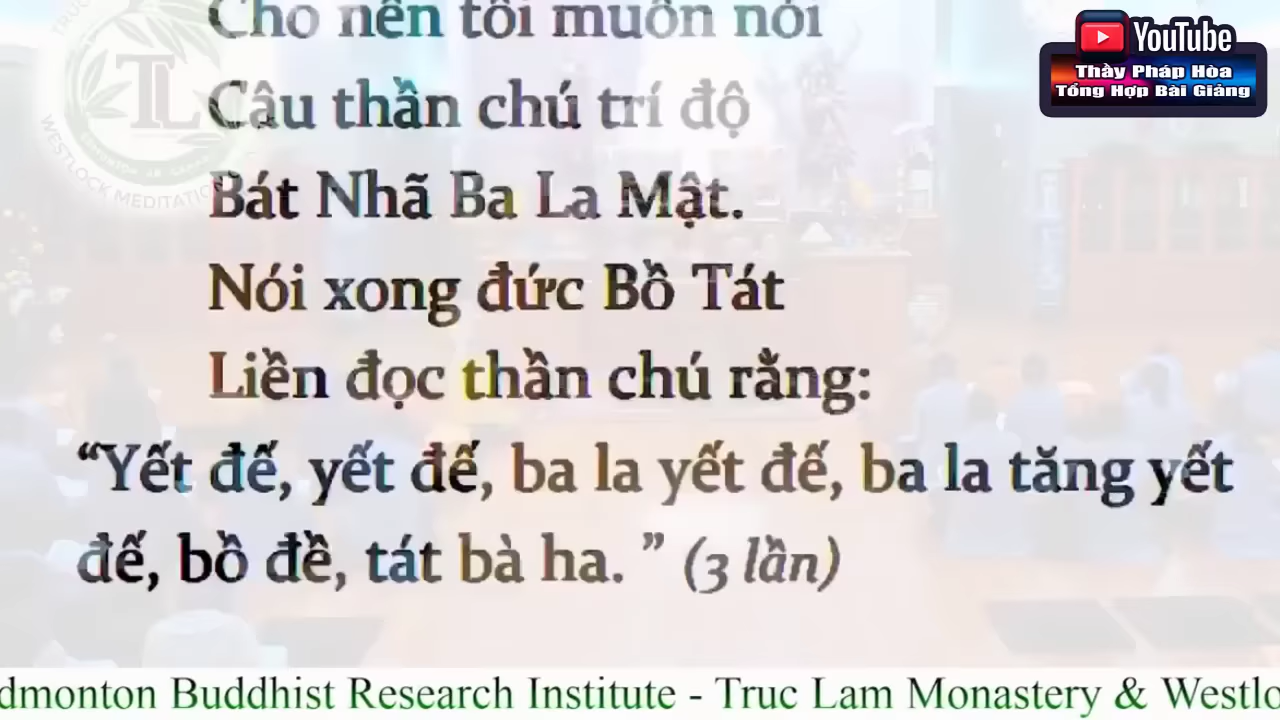 Cho nên tôi muốn nói
Câu thần chú trí độ
Bát Nhã Ba La Mật.
Nói xong đức Bồ Tát
Liền đọc thần chú rằng:
“Yết đế, yết đế, ba la yết đế, ba la tăng yết
đế, bồ đề, tát bà ha. ” (3 lần)
YouTube
Thầy Pháp Hòa
Tổng Hợp Bài Giảng
TL
WESTLOCK MEDITATION
dmonton Buddhist Research Institute - Truc Lam Monastery & Westlo